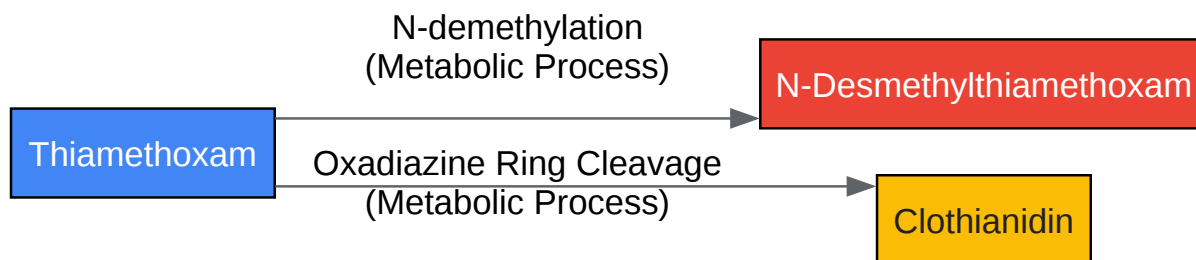 N-demethylation
(Metabolic Process)
N-Desmethylthiamethoxam
Thiamethoxam
Oxadiazine Ring Cleavage
(Metabolic Process)
Clothianidin